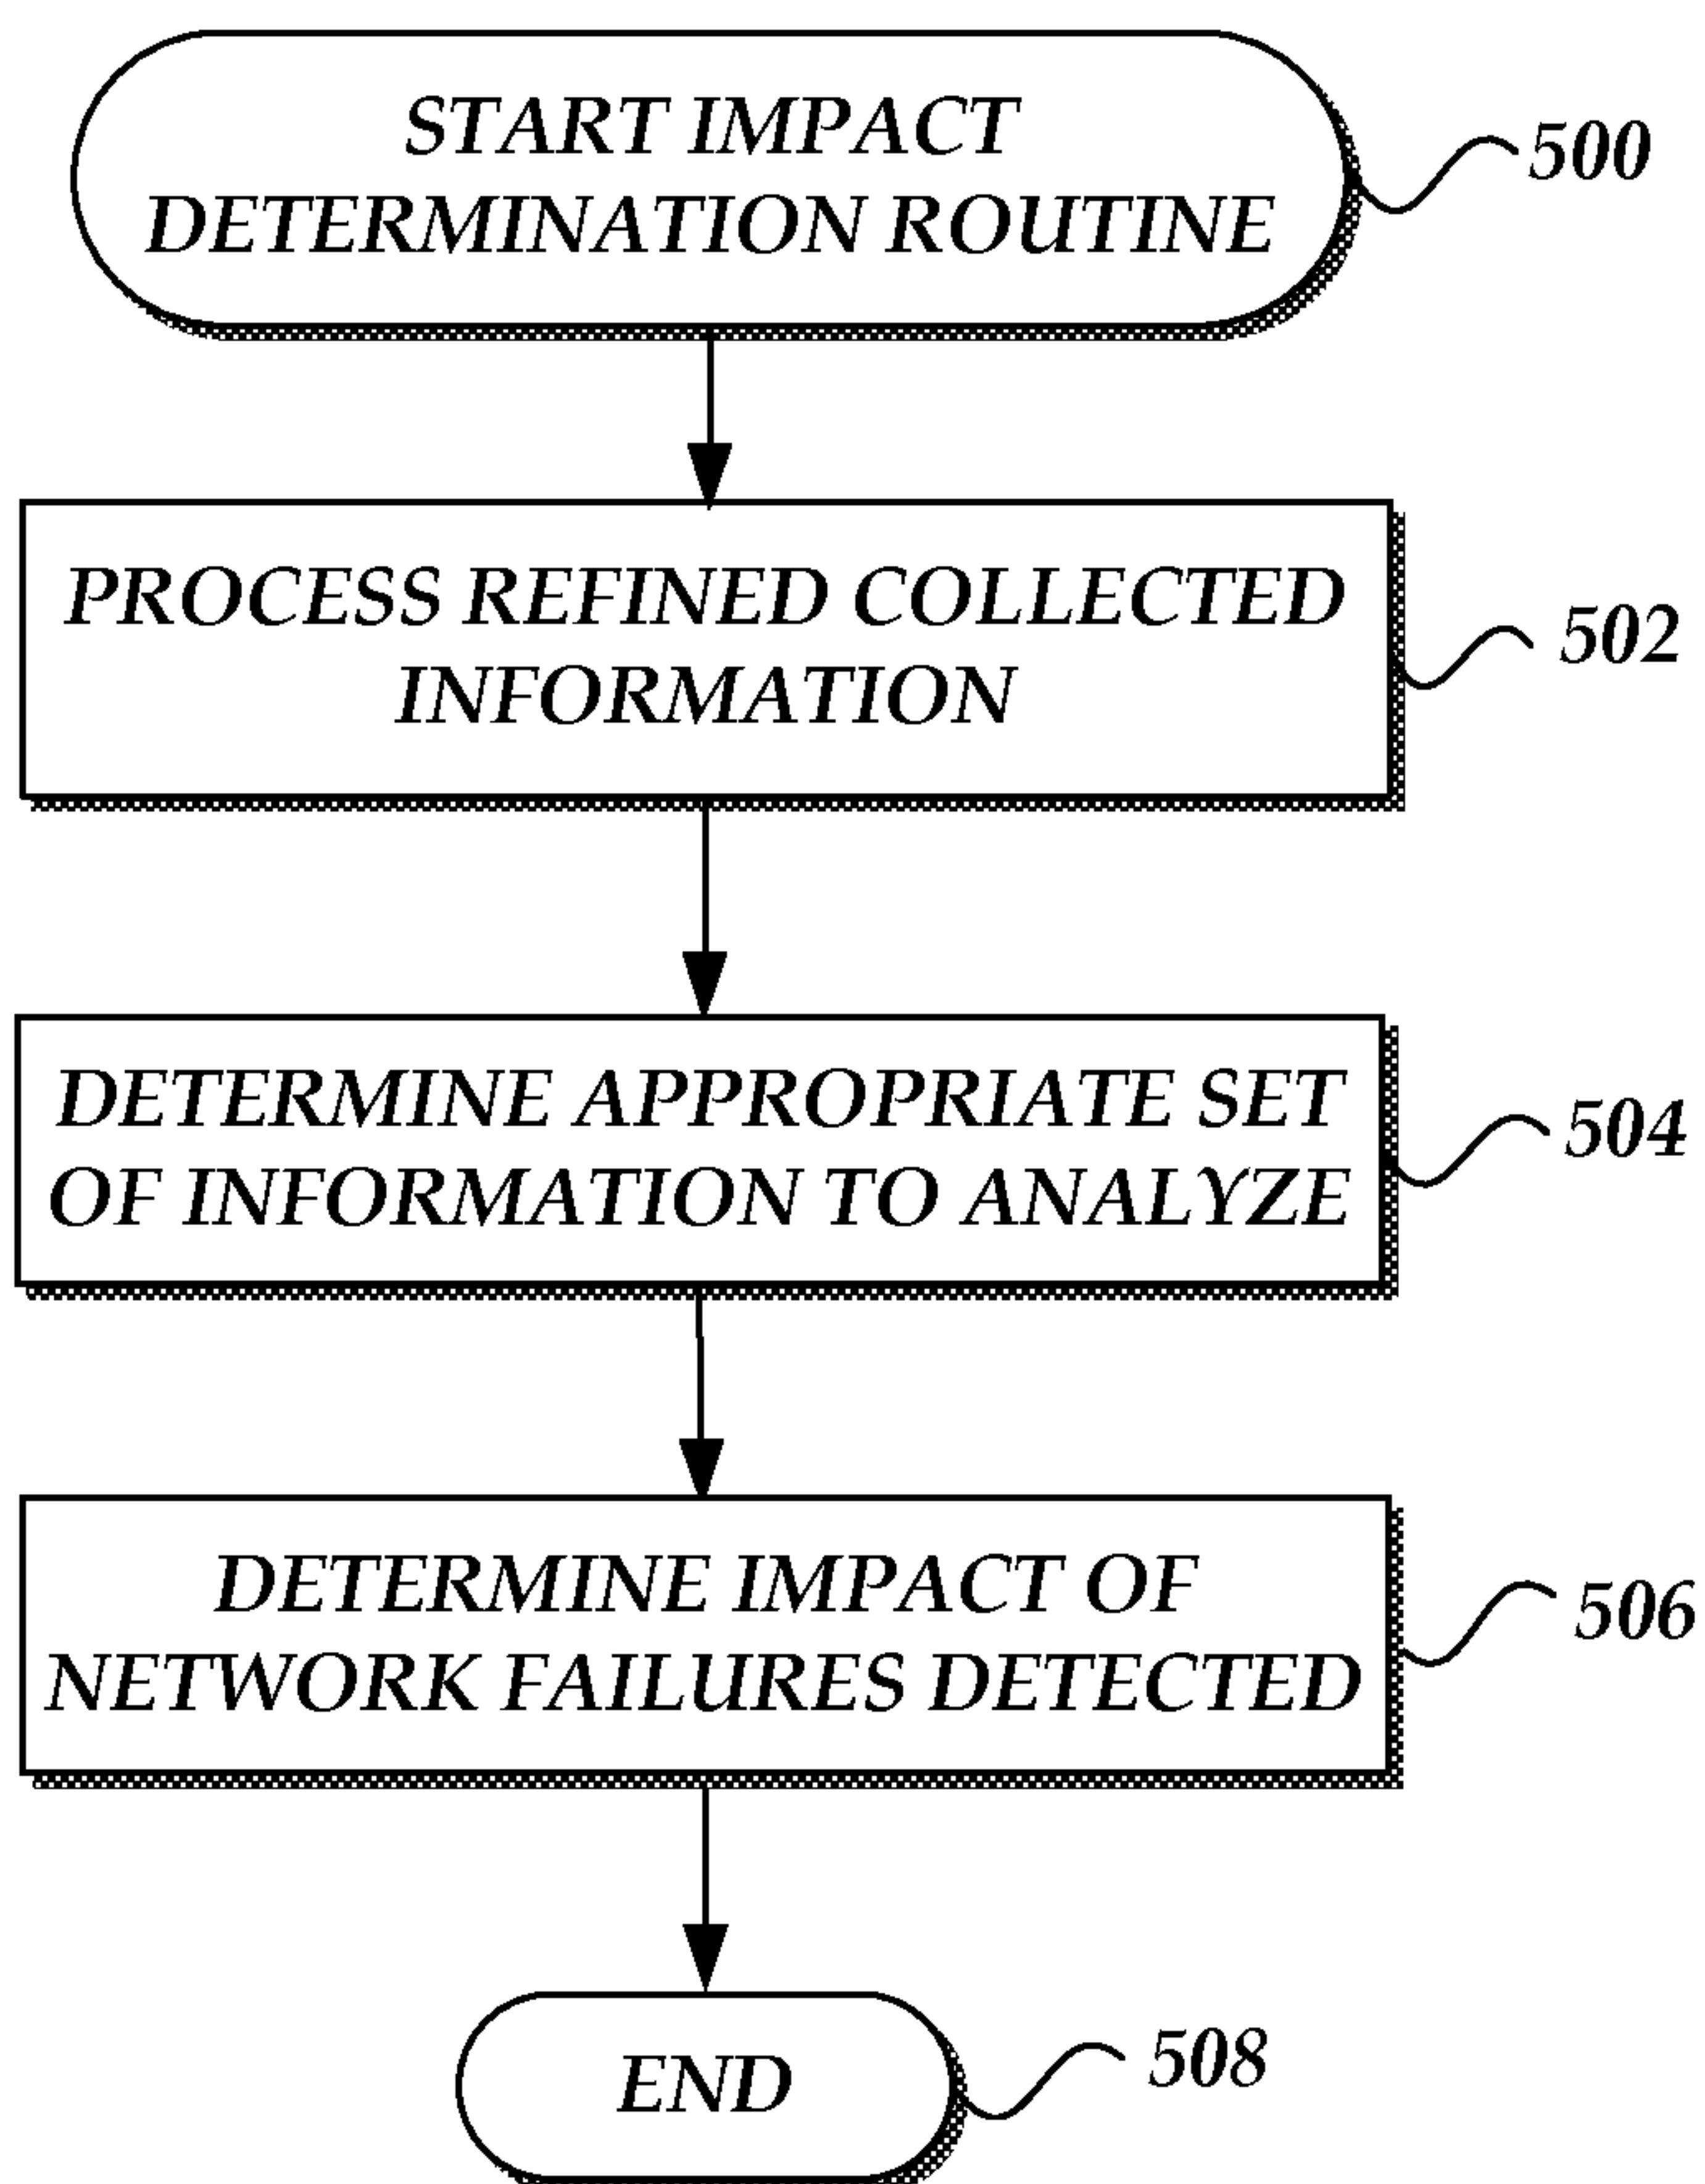 START IMPACT
DETERMINATION ROUTINE
500
PROCESS REFINED COLLECTED
INFORMATION
502
DETERMINE APPROPRIATE SET
OF INFORMATION TO ANALYZE
504
DETERMINE IMPACT OF
NETWORK FAILURES DETECTED
506
END
508